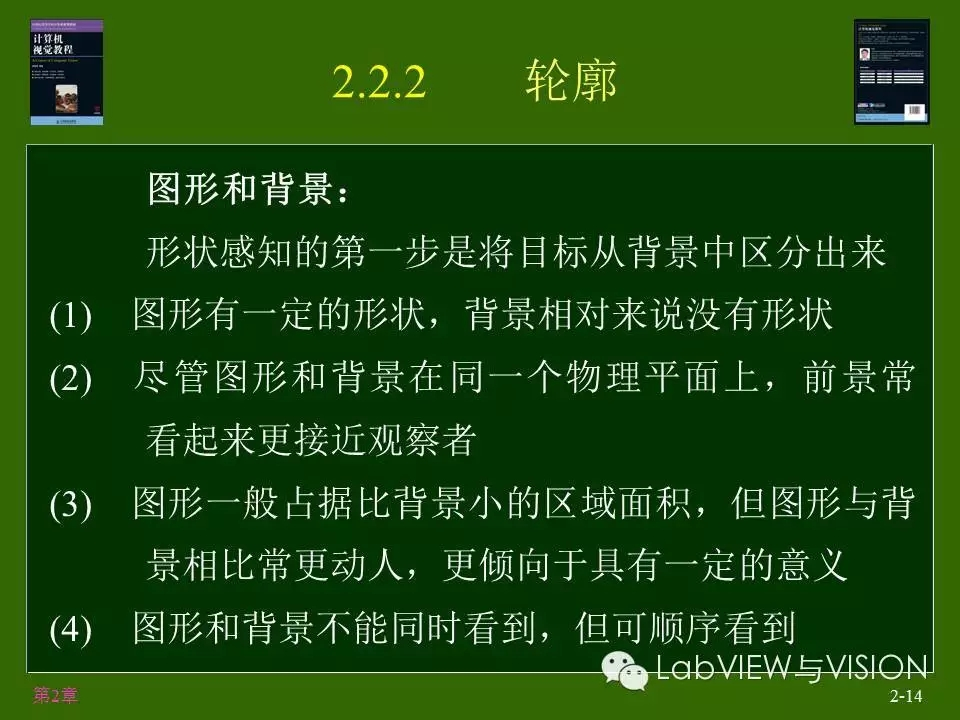 计算机
视觉教程
2.2.2 轮廓
图形和背景：
形状感知的第一步是将目标从背景中区分出来
(1) 图形有一定的形状，背景相对来说没有形状
(2) 尽管图形和背景在同一个物理平面上，前景常
看起来更接近观察者
(3) 图形一般占据比背景小的区域面积，但图形与背
景相比常更动人，更倾向于具有一定的意义
(4) 图形和背景不能同时看到，但可顺序看到
LabVIEW与VISION
第2章
2-14